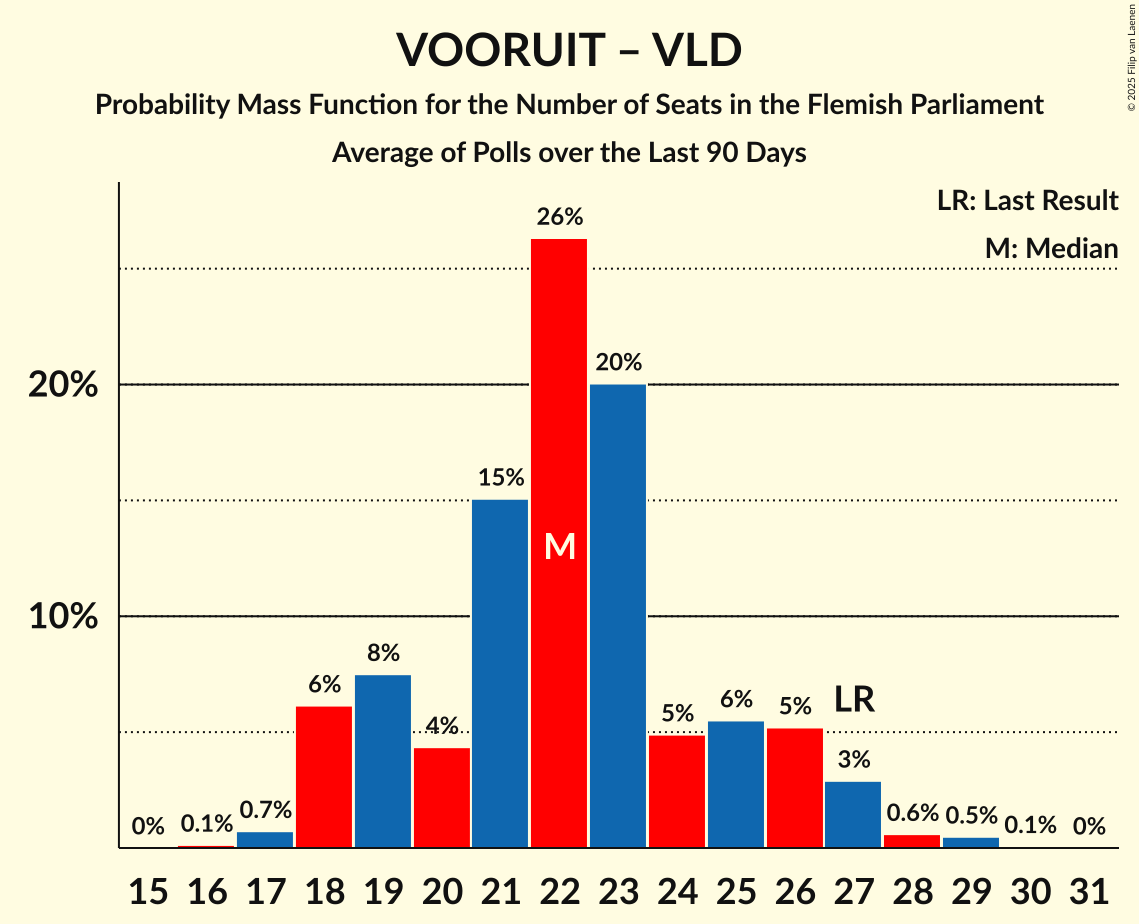 VOORUIT – VLD
Probability Mass Function for the Number of Seats in the Flemish Parliament
Average of Polls over the Last 90 Days
© 2025 Filip van Laenen
LR: Last Result
M: Median
20%
10%
0%
0.1%
0.7%
6%
8%
4%
15%
26%
20%
5%
6%
5%
3%
0.6%
0.5%
0.1%
0%
M
LR
15 16 17 18 19 20 21 22 23 24 25 26 27 28 29 30 31